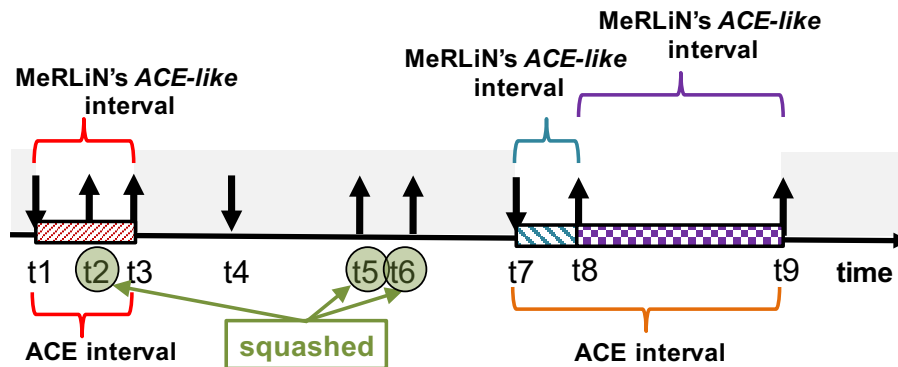 MeRLiN's ACE-like
interval
MeRLiN's ACE-like
interval
MeRLiN's ACE-like
interval
t1 t2 t3 t4 t5 t6 t7 t8 t9 time
squashed
ACE interval
ACE interval